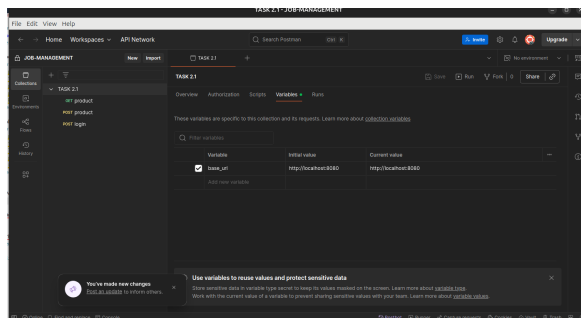 TASK 2.1 - JOB-MANAGEMENT
File Edit View Help
Home Workspaces API Network
Search Postman Ctrl K
Invite
Upgrade
JOB-MANAGEMENT New Import
TASK 2.1
No environment
Collections
Environments
Flows
History
TASK 2.1
GET product
POST product
POST login
TASK 2.1
Save Run Fork 0 Share
Overview Authorization Scripts Variables Runs
These variables are specific to this collection and its requests. Learn more about collection variables
Filter variables
Variable Initial value Current value
base_url http://localhost:8080 http://localhost:8080
Add new variable
You've made new changes
Post an update to inform others.
Use variables to reuse values and protect sensitive data
Store sensitive data in variable type secret to keep its values masked on the screen. Learn more about variable type.
Work with the current value of a variable to prevent sharing sensitive values with your team. Learn more about variable values.